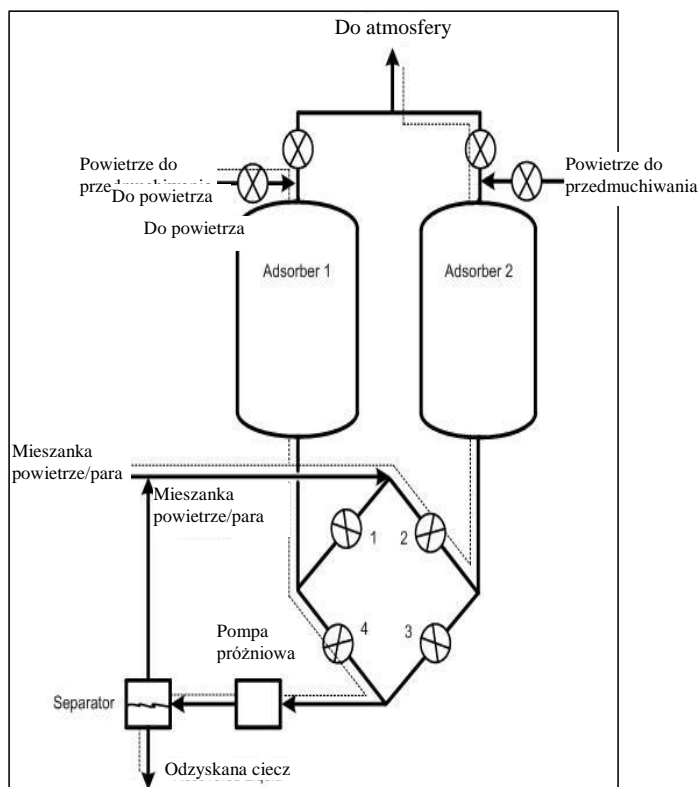 Do atmosfery
Powietrze do
przedmuchiwania
Powietrze do
przedmuchiwania
Do powietrza
Do powietrza
Adsorber 1
Adsorber 2
Mieszanka
powietrze/para
Mieszanka
powietrze/para
1
2
4
3
Pompa
próżniowa
Separator
Odzyskana ciecz